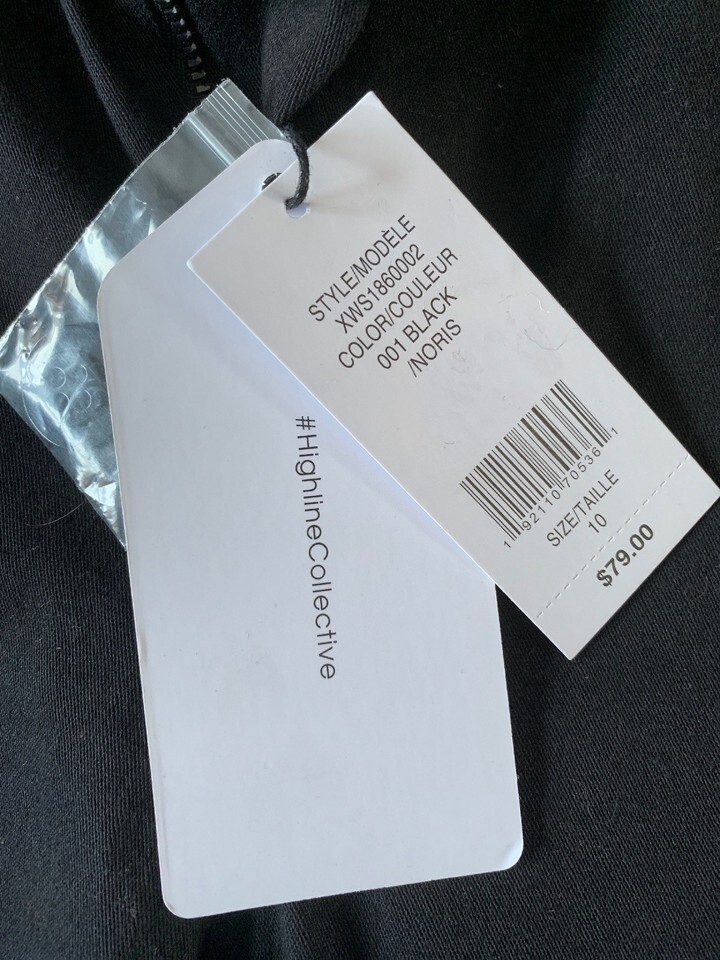 STYLE/MODÈLE
XWS1860002
COLOR/COULEUR
001 BLACK
/NORIS
1 92110 70536 1
SIZE/TAILLE
10
$79.00
#HighlineCollective